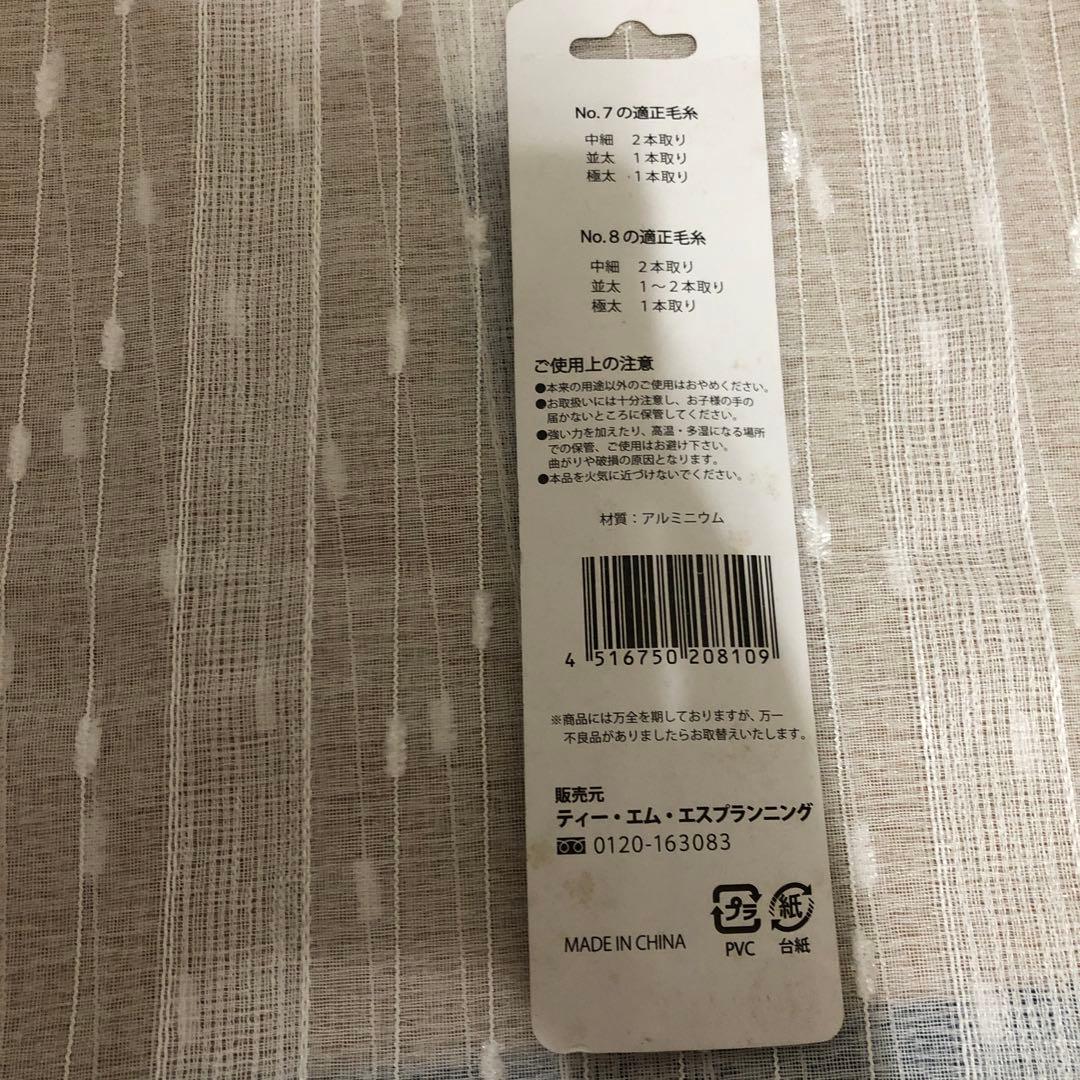 No.7の適正毛糸
中細 2本取り
並太 1本取り
極太 1本取り
No.8の適正毛糸
中細 2本取り
並太 1～2本取り
極太 1本取り
ご使用上の注意
●本来の用途以外のご使用はおやめください。
●お取扱いには十分注意し、お子様の手の
届かないところに保管してください。
●強い力を加えたり、高温・多湿になる場所
での保管、ご使用はお避け下さい。
曲がりや破損の原因となります。
●本品を火気に近づけないでください。
材質：アルミニウム
4 516750 208109
※商品には万全を期しておりますが、万一
不良品がありましたらお取替えいたします。
販売元
ティー・エム・エスプランニング
0120-163083
MADE IN CHINA
プラ
PVC
紙
台紙